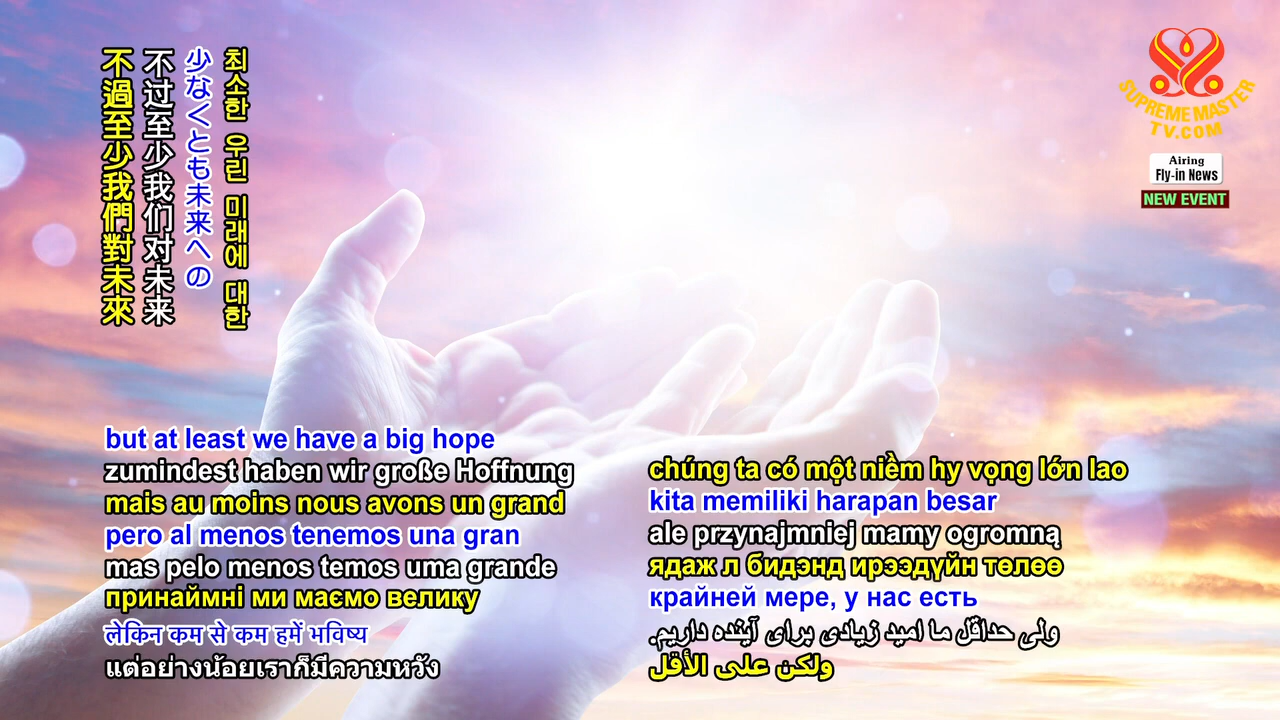 不過至少我們對未來
不过至少我们对未来
少なくとも未来への
최소한 우린 미래에 대한
SUPREME MASTER
TV.COM
Airing
Fly-in News
NEW EVENT
but at least we have a big hope
zumindest haben wir große Hoffnung
mais au moins nous avons un grand
pero al menos tenemos una gran
mas pelo menos temos uma grande
принаймні ми маємо велику
लेकिन कम से कम हमें भविष्य
แต่อย่างน้อยเราก็มีความหวัง
chúng ta có một niềm hy vọng lớn lao
kita memiliki harapan besar
ale przynajmniej mamy ogromną
ядаж л бидэнд ирээдүйн төлөө
крайней мере, у нас есть
ولی حداقل ما امید زیادی برای آینده داریم.
ولكن على الأقل